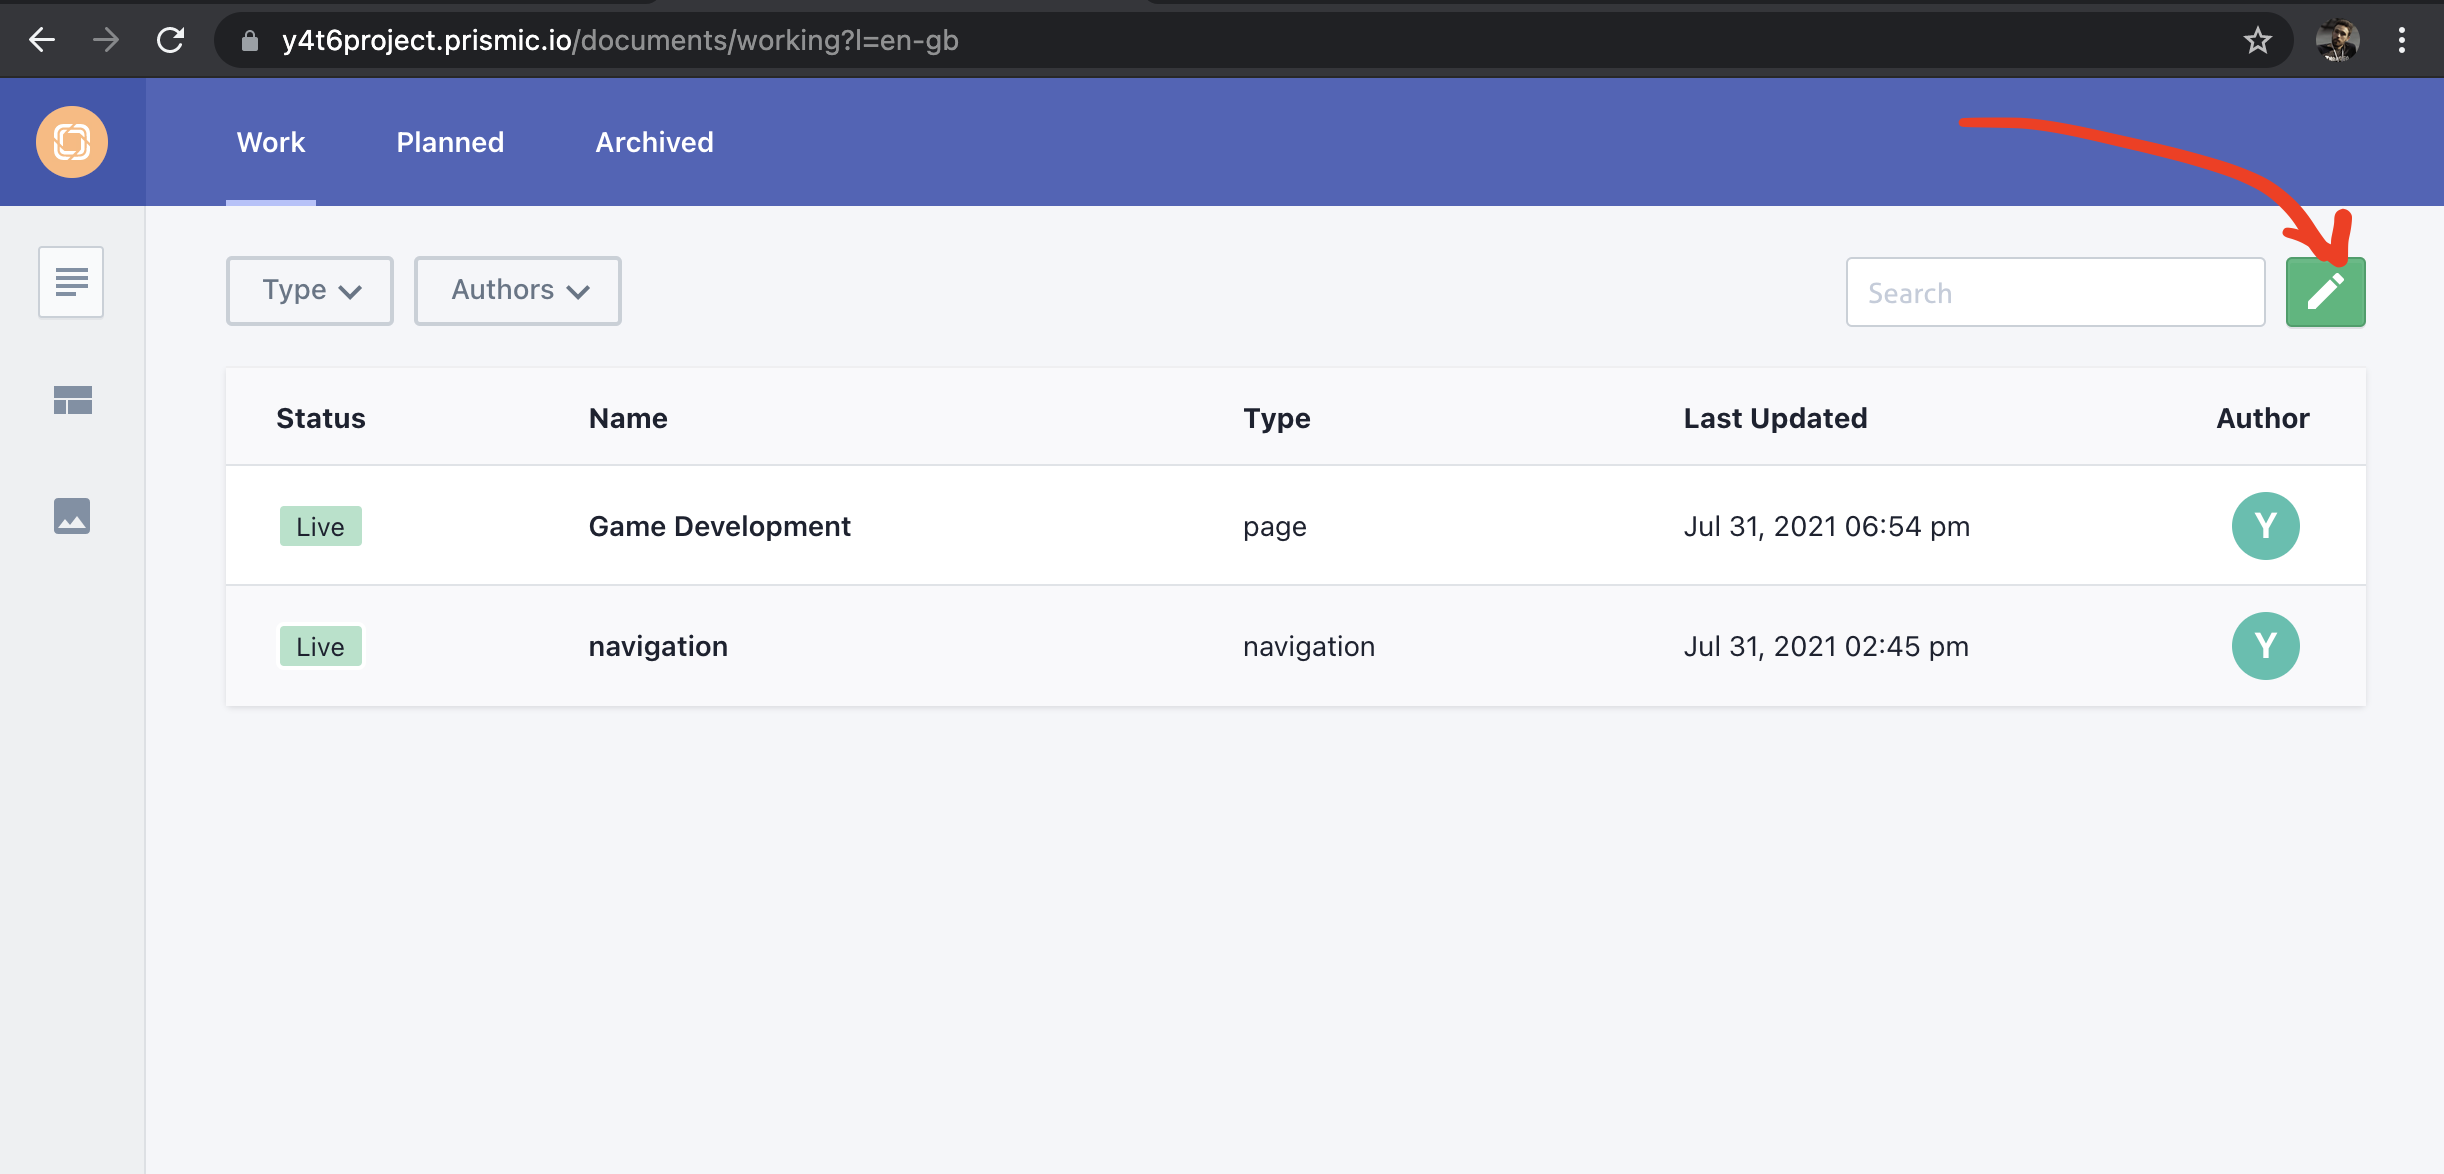 y4t6project.prismic.io/documents/working?l=en-gb
Work Planned Archived
Type Authors Search
Status Name Type Last Updated Author
Live Game Development page Jul 31, 2021 06:54 pm Y
Live navigation navigation Jul 31, 2021 02:45 pm Y